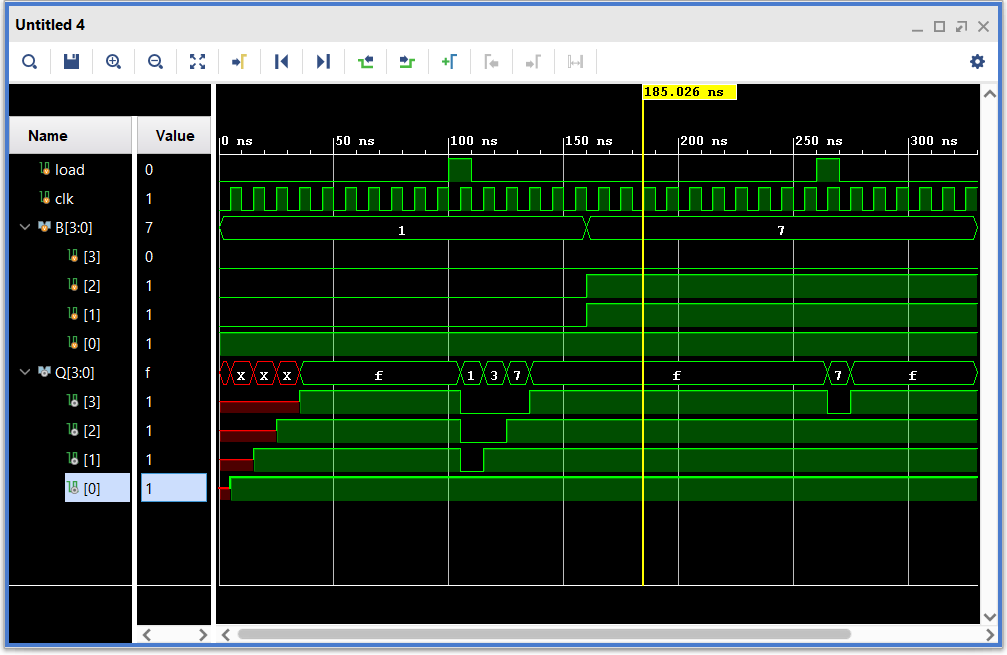 Untitled 4
185.026 ns
Name Value
0 ns 50 ns 100 ns 150 ns 200 ns 250 ns 300 ns
load 0
clk 1
B[3:0] 7 1 7
[3] 0
[2] 1
[1] 1
[0] 1
Q[3:0] f X X X f 1 3 7 f 7 f
[3] 1
[2] 1
[1] 1
[0] 1